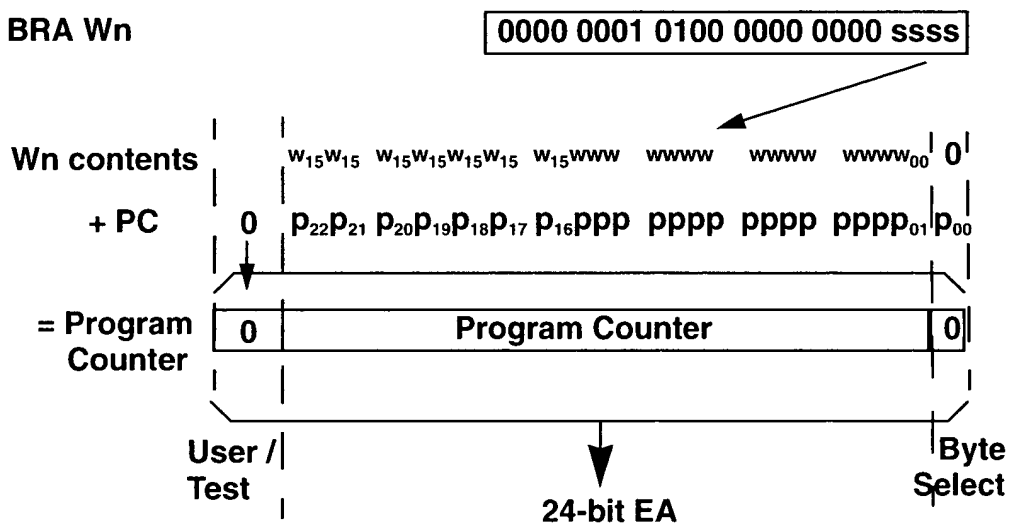 BRA Wn 0000 0001 0100 0000 0000 ssss
Wn contents w₁₅w₁₅ w₁₅w₁₅w₁₅w₁₅ w₁₅www wwww wwww wwww₀₀ 0
+ PC 0 p₂₂p₂₁ p₂₀p₁₉p₁₈p₁₇ p₁₆ppp pppp pppp pppp₀₁ p₀₀
= Program 0 Program Counter 0
Counter
User / Byte
Test Select
24-bit EA